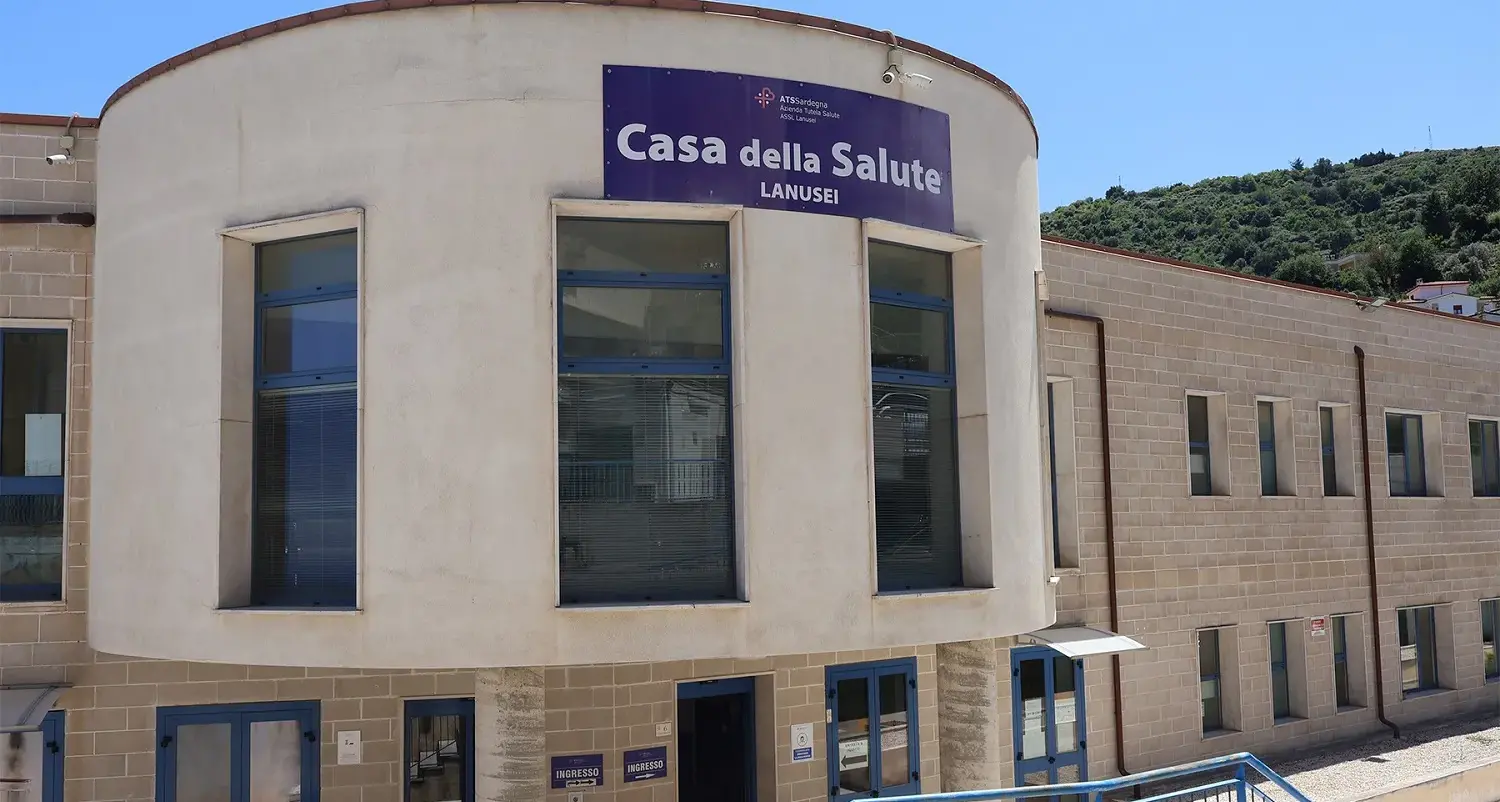 ATSSardegna
Azienda Tutela Salute
ASSL Lanusei
Casa della Salute
LANUSEI
INGRESSO
INGRESSO